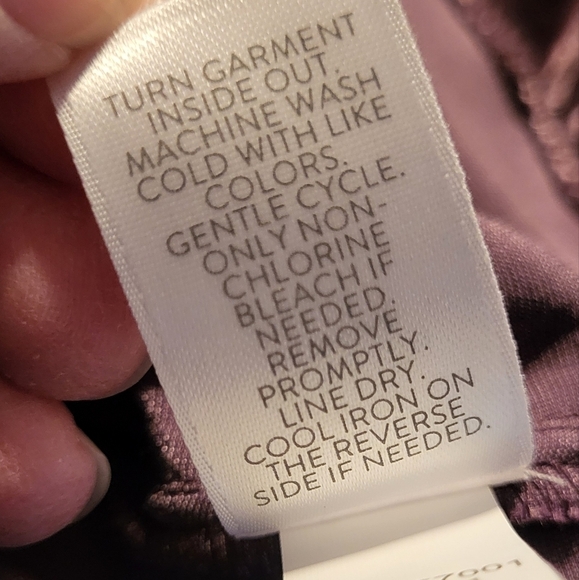 TURN GARMENT
INSIDE OUT.
MACHINE WASH
COLD WITH LIKE
COLORS.
GENTLE CYCLE.
ONLY NON-
CHLORINE
BLEACH IF
NEEDED.
REMOVE
PROMPTLY.
LINE DRY.
COOL IRON ON
THE REVERSE
SIDE IF NEEDED.